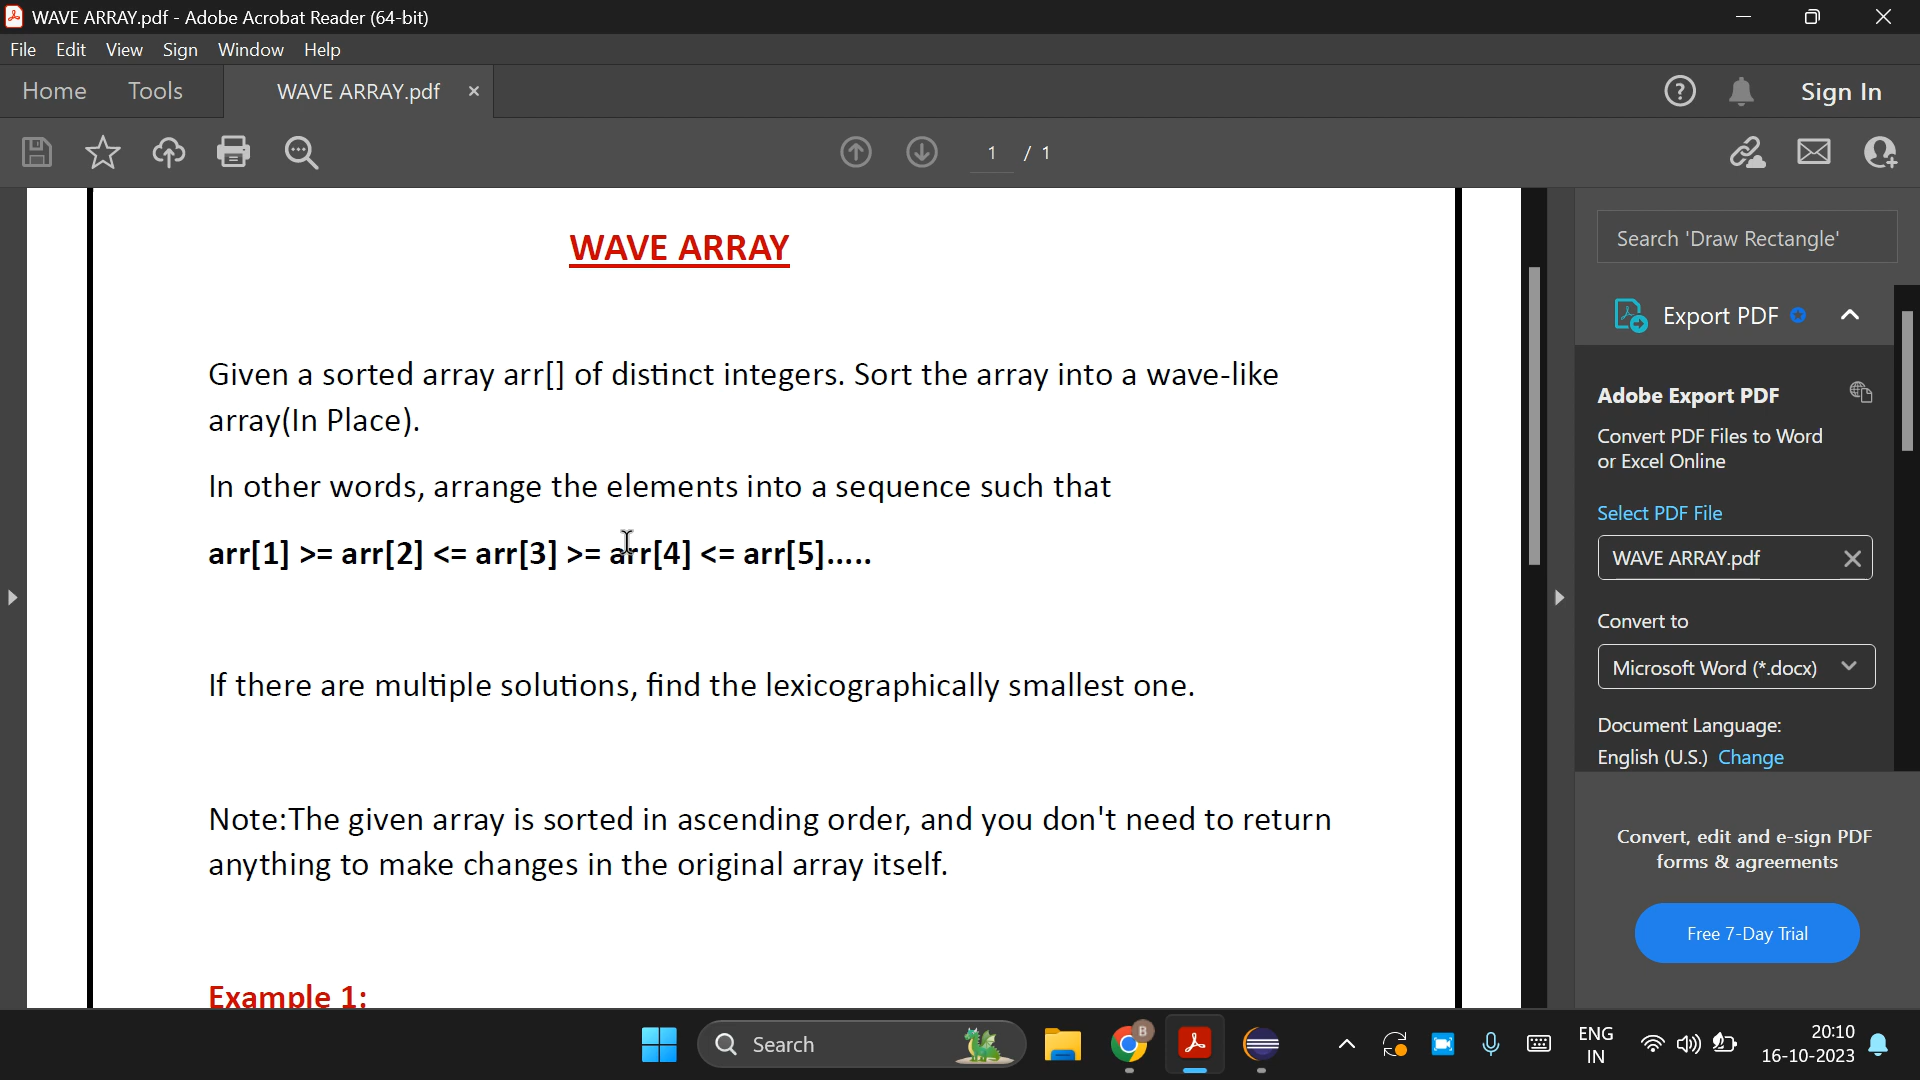 WAVE ARRAY.pdf - Adobe Acrobat Reader (64-bit)
File Edit View Sign Window Help
Home Tools WAVE ARRAY.pdf × ? Sign In
1 / 1
WAVE ARRAY
Given a sorted array arr[] of distinct integers. Sort the array into a wave-like
array(In Place).
In other words, arrange the elements into a sequence such that
arr[1] >= arr[2] <= arr[3] >= arr[4] <= arr[5].....
If there are multiple solutions, find the lexicographically smallest one.
Note:The given array is sorted in ascending order, and you don't need to return
anything to make changes in the original array itself.
Example 1:
Search 'Draw Rectangle'
Export PDF
Adobe Export PDF
Convert PDF Files to Word
or Excel Online
Select PDF File
WAVE ARRAY.pdf
Convert to
Microsoft Word (*.docx)
Document Language:
English (U.S.) Change
Convert, edit and e-sign PDF
forms & agreements
Free 7-Day Trial
Search
B
ENG
IN
20:10
16-10-2023